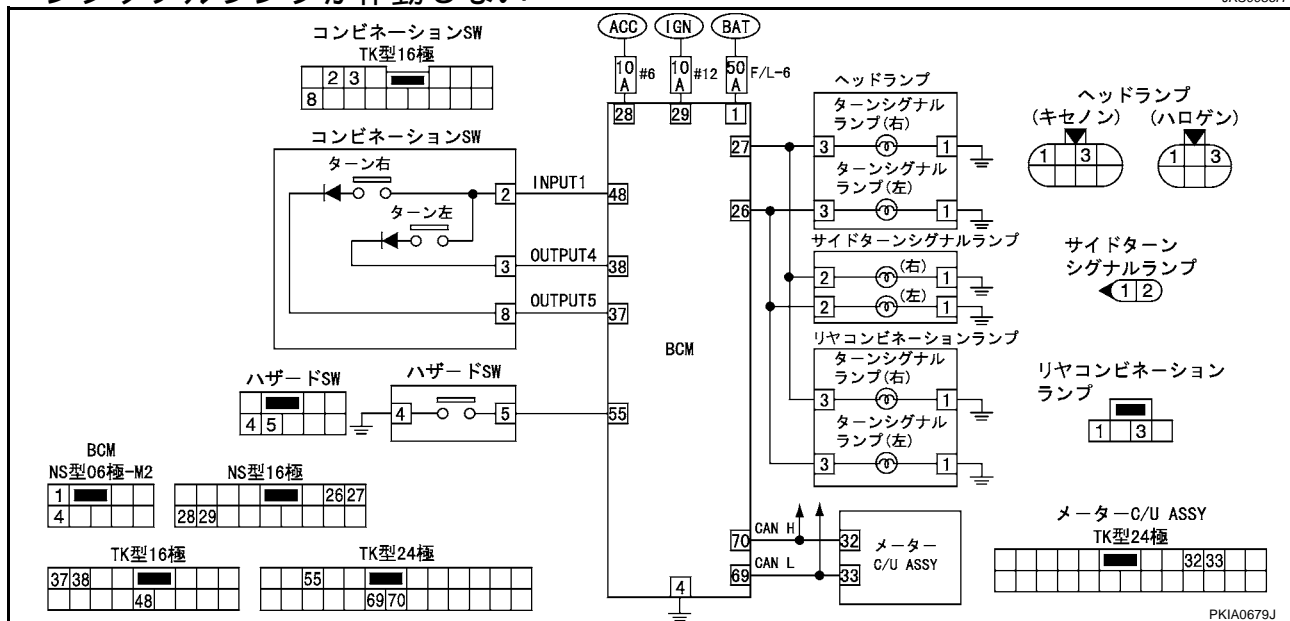 コンビネーションSW
TK型16極
2 3
8
コンビネーションSW
ターン右
ターン左
2
3
8
INPUT1
OUTPUT4
OUTPUT5
48
38
37
ハザードSW
4 5
ハザードSW
4
5
55
BCM
NS型06極-M2
1
4
NS型16極
26 27
28 29
TK型16極
37 38
48
TK型24極
55
69 70
ACC
IGN
BAT
10A #6
10A #12
50A F/L-6
28
29
1
27
26
BCM
70
69
4
CAN H
CAN L
32
33
メーター
C/U ASSY
ヘッドランプ
ターンシグナル
ランプ(右)
3
1
ターンシグナル
ランプ(左)
3
1
サイドターンシグナルランプ
2
(右)
1
2
(左)
1
リヤコンビネーションランプ
ターンシグナル
ランプ(右)
3
1
ターンシグナル
ランプ(左)
3
1
ヘッドランプ
(キセノン)
(ハロゲン)
1 3
1 3
サイドターン
シグナルランプ
1 2
リヤコンビネーション
ランプ
1 3
メーターC/U ASSY
TK型24極
32 33
PKIA0679J